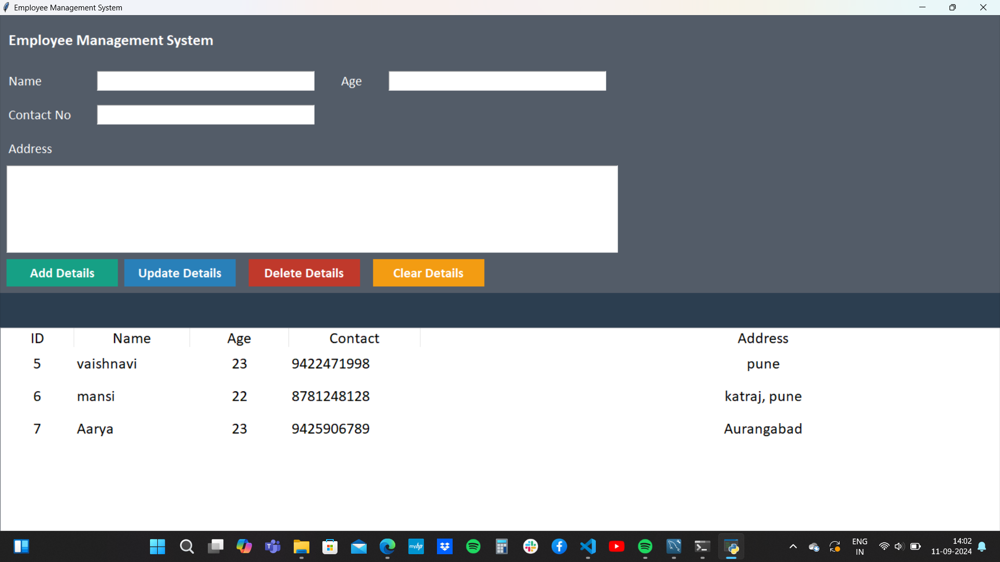 Employee Management System
Employee Management System
Name
Age
Contact No
Address
Add Details
Update Details
Delete Details
Clear Details
ID Name Age Contact Address
5 vaishnavi 23 9422471998 pune
6 mansi 22 8781248128 katraj, pune
7 Aarya 23 9425906789 Aurangabad
myhp
ENG
IN
14:02
11-09-2024